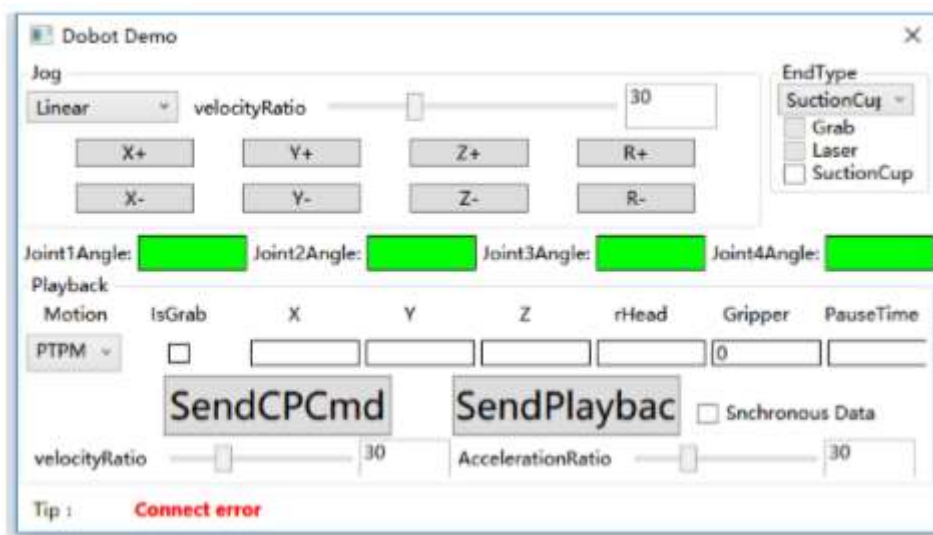 Dobot Demo
Jog
EndType
Linear velocityRatio 30
SuctionCup
Grab
Laser
SuctionCup
X+ Y+ Z+ R+
X- Y- Z- R-
Joint1Angle: Joint2Angle: Joint3Angle: Joint4Angle:
Playback
Motion IsGrab X Y Z rHead Gripper PauseTime
PTPM 0
SendCPCmd SendPlaybac Snchronous Data
velocityRatio 30 AccelerationRatio 30
Tip : Connect error